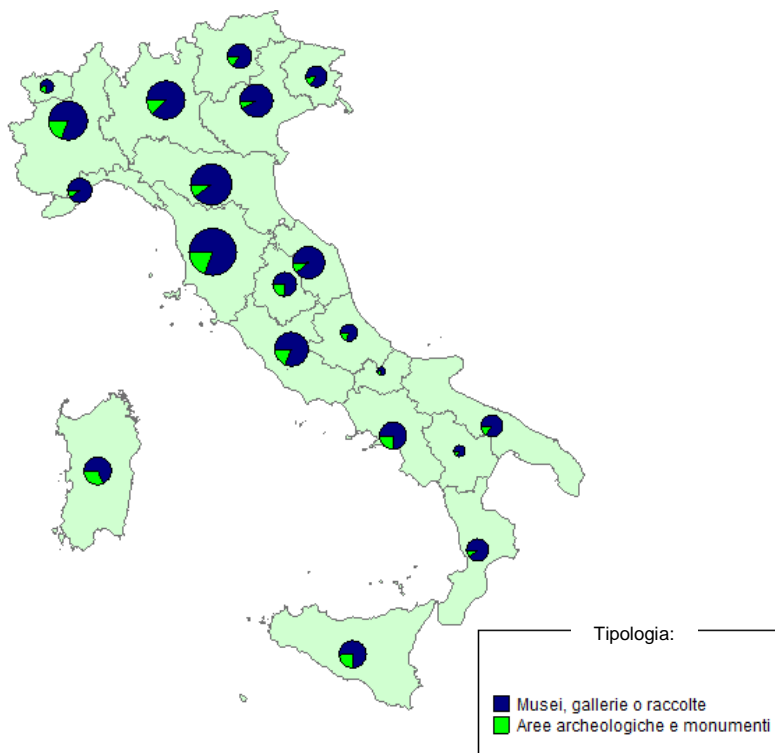 Tipologia:
Musei, gallerie o raccolte
Aree archeologiche e monumenti